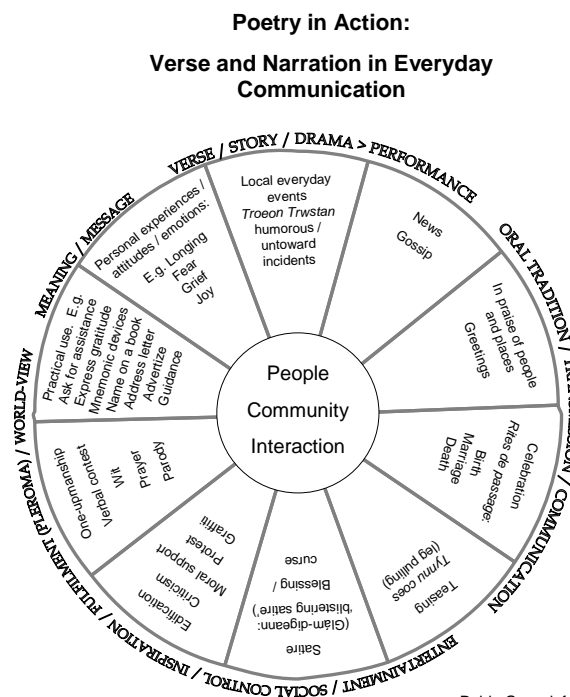 Poetry in Action:
Verse and Narration in Everyday
Communication
VERSE / STORY / DRAMA > PERFORMANCE
ORAL TRADITION / / COMMUNICATION
ENTERTAINMENT / SOCIAL CONTROL / INSPIRATION / FULFILMENT (PLEROMA) / WORLD-VIEW
MEANING / MESSAGE
Local everyday
events
Troeon Trwstan
humorous /
untoward
incidents
News
Gossip
In praise of people
and places
Greetings
Celebration
Rites de passage:
Birth
Marriage
Death
Teasing
Tynnu coes
(leg pulling)
Satire
(Glám-digeann:
'blistering satire')
Blessing /
curse
Edification
Criticism
Moral support
Protest
Graffiti
One-upmanship
Verbal contest
Wit
Prayer
Parody
Practical use. E.g.
Ask for assistance
Express gratitude
Mnemonic devices
Name on a book
Address letter
Advertize
Guidance
Personal experiences /
attitudes / emotions:
E.g. Longing
Fear
Grief
Joy
People
Community
Interaction